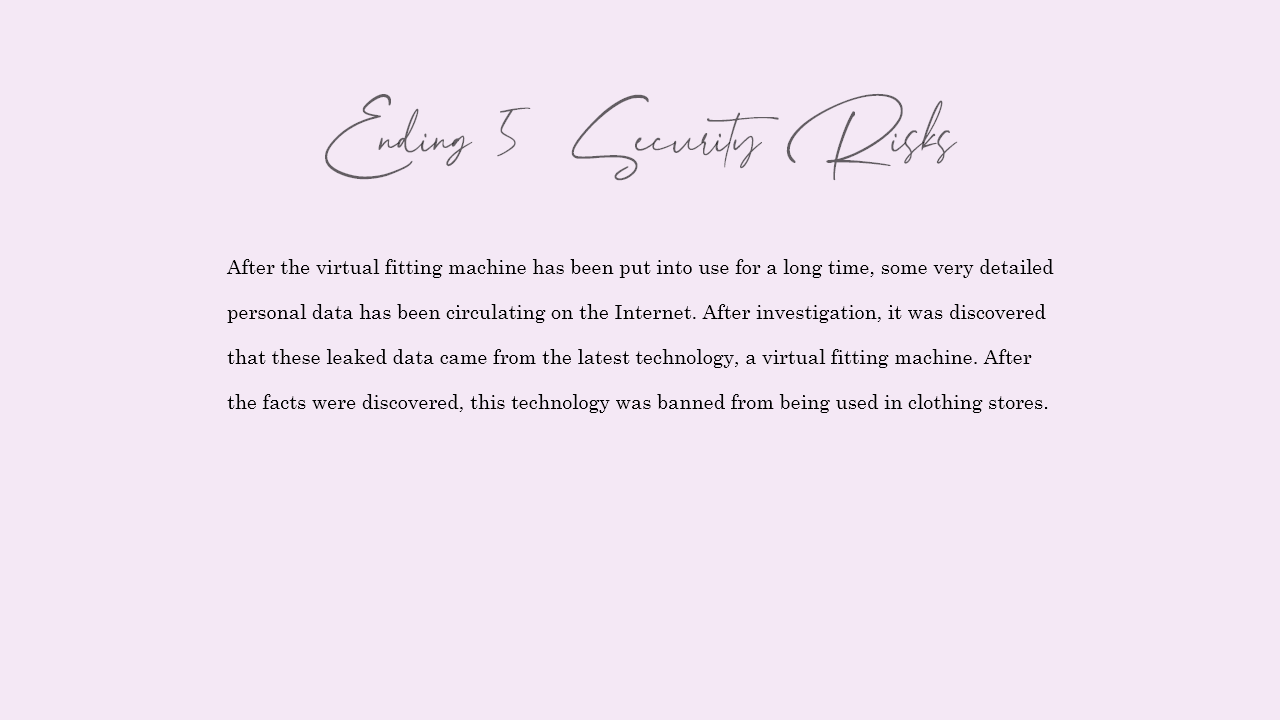 Ending 5 Security Risks
After the virtual fitting machine has been put into use for a long time, some very detailed
personal data has been circulating on the Internet. After investigation, it was discovered
that these leaked data came from the latest technology, a virtual fitting machine. After
the facts were discovered, this technology was banned from being used in clothing stores.